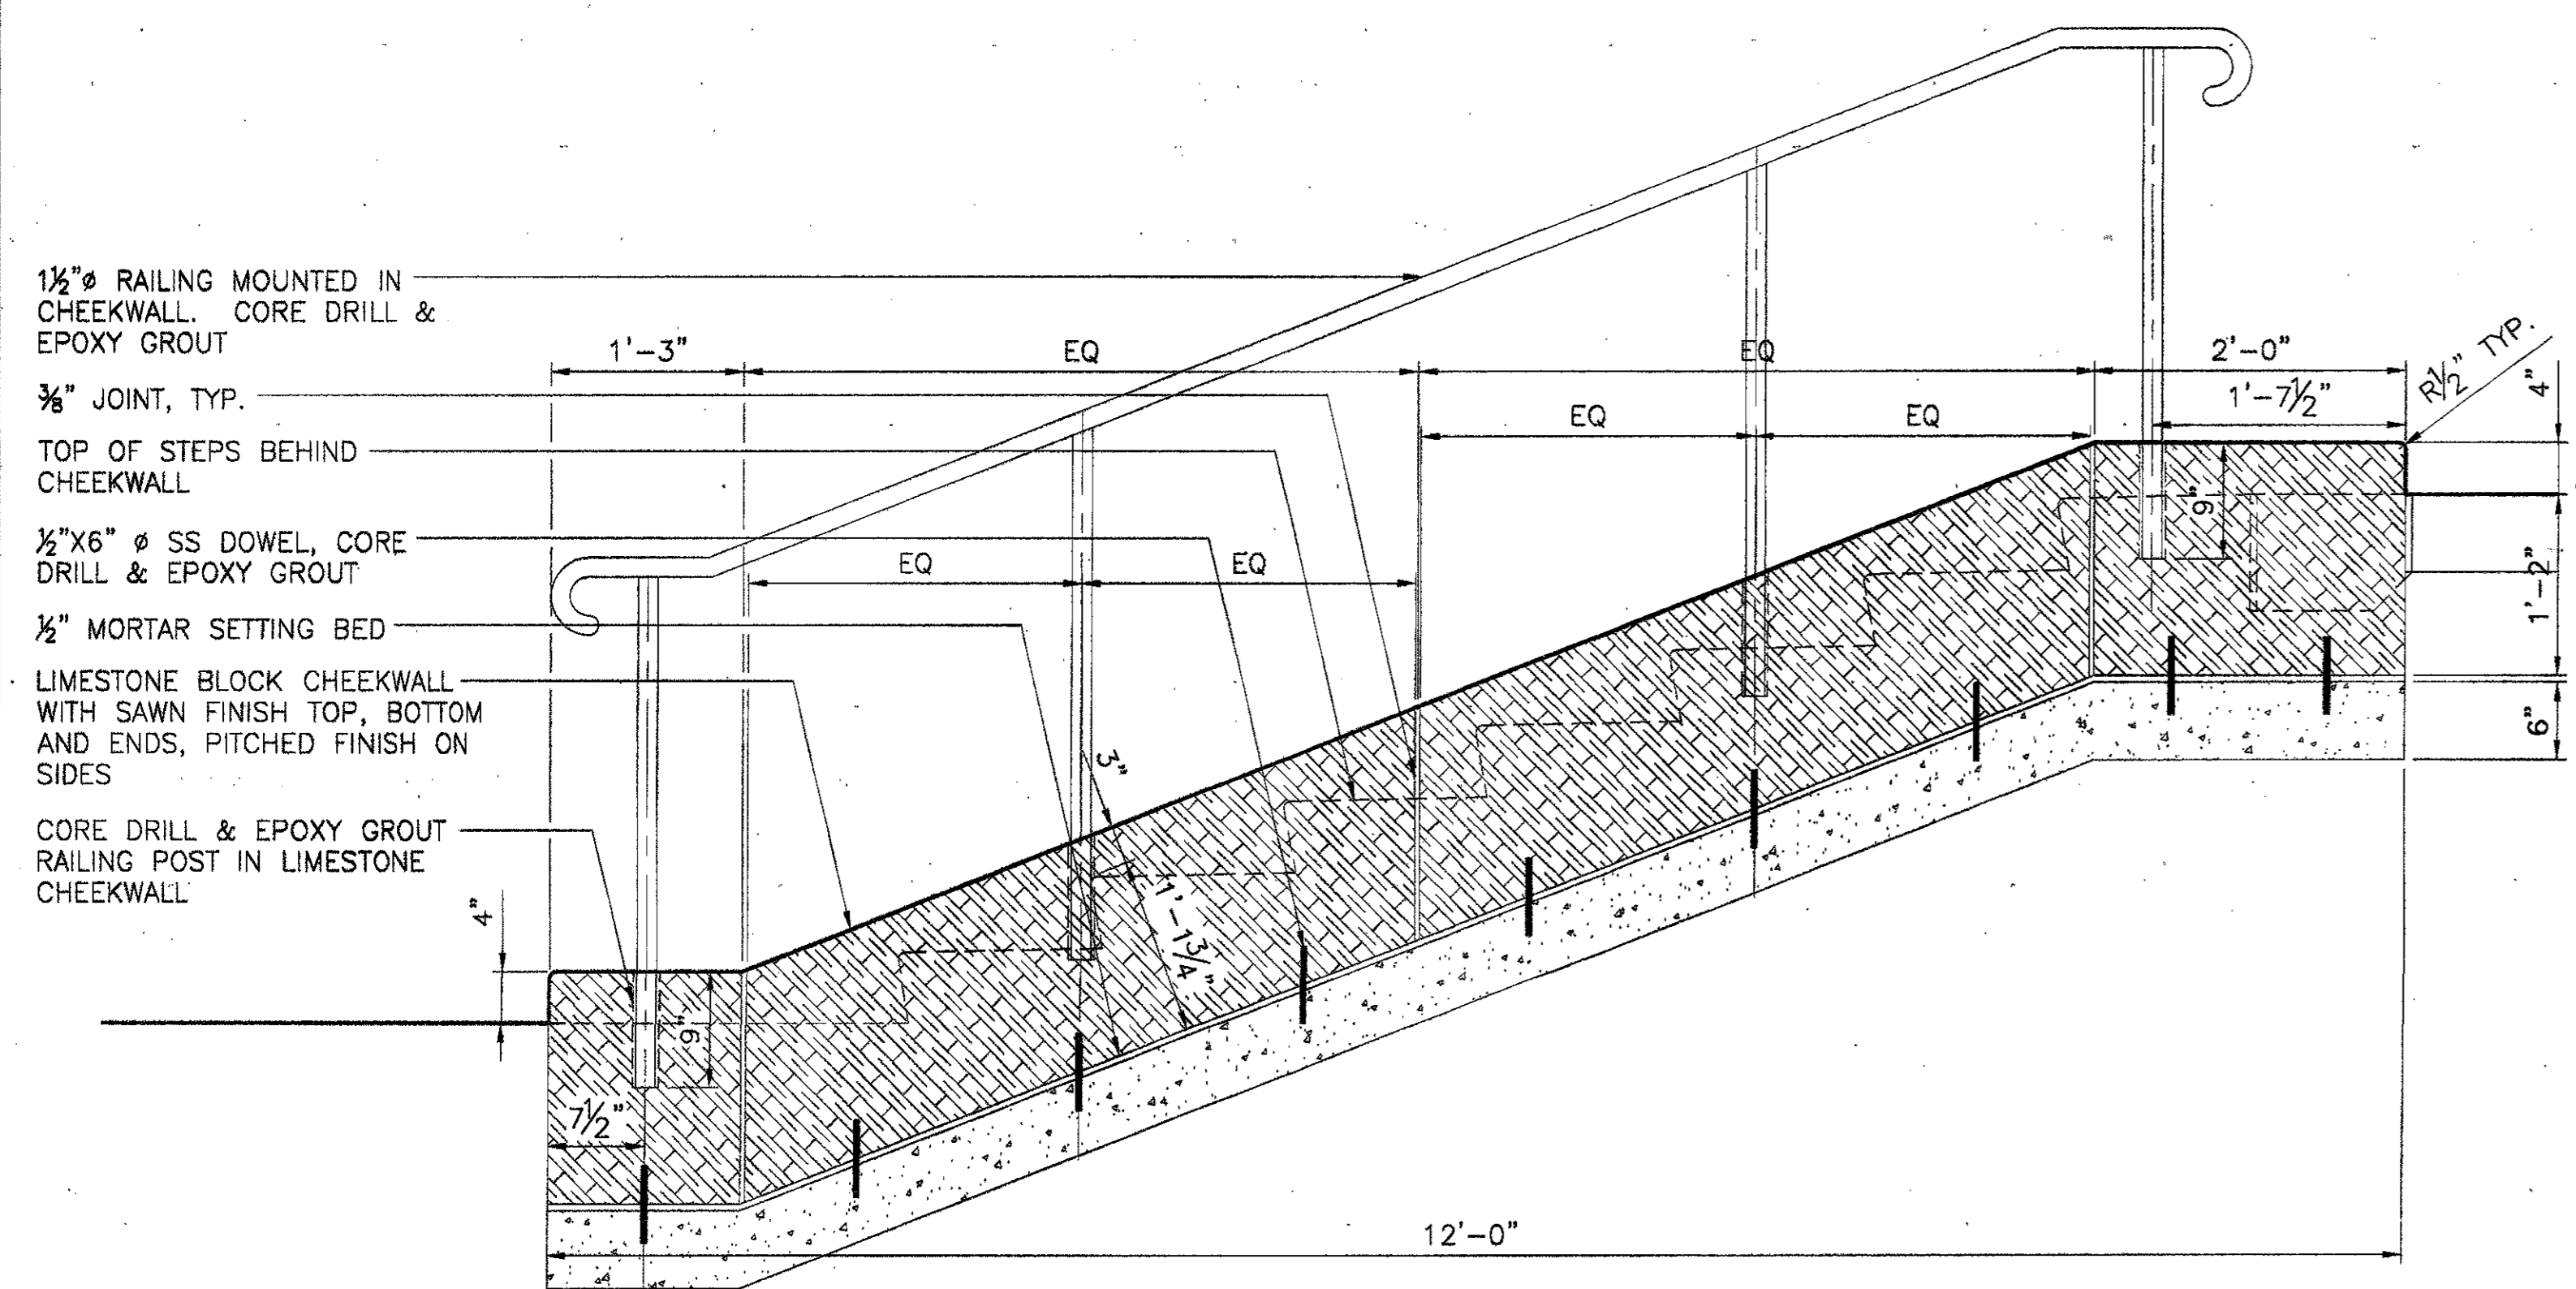 1½"ø RAILING MOUNTED IN
CHEEKWALL. CORE DRILL &
EPOXY GROUT
⅜" JOINT, TYP.
TOP OF STEPS BEHIND
CHEEKWALL
½"X6" ø SS DOWEL, CORE
DRILL & EPOXY GROUT
½" MORTAR SETTING BED
LIMESTONE BLOCK CHEEKWALL
WITH SAWN FINISH TOP, BOTTOM
AND ENDS, PITCHED FINISH ON
SIDES
CORE DRILL & EPOXY GROUT
RAILING POST IN LIMESTONE
CHEEKWALL
1'-3"
EQ
EQ
2'-0"
R½" TYP.
4"
1'-7½"
EQ
EQ
EQ
EQ
9"
1'-2"
6"
3"
1'-1¾"
4"
9"
7½"
12'-0"